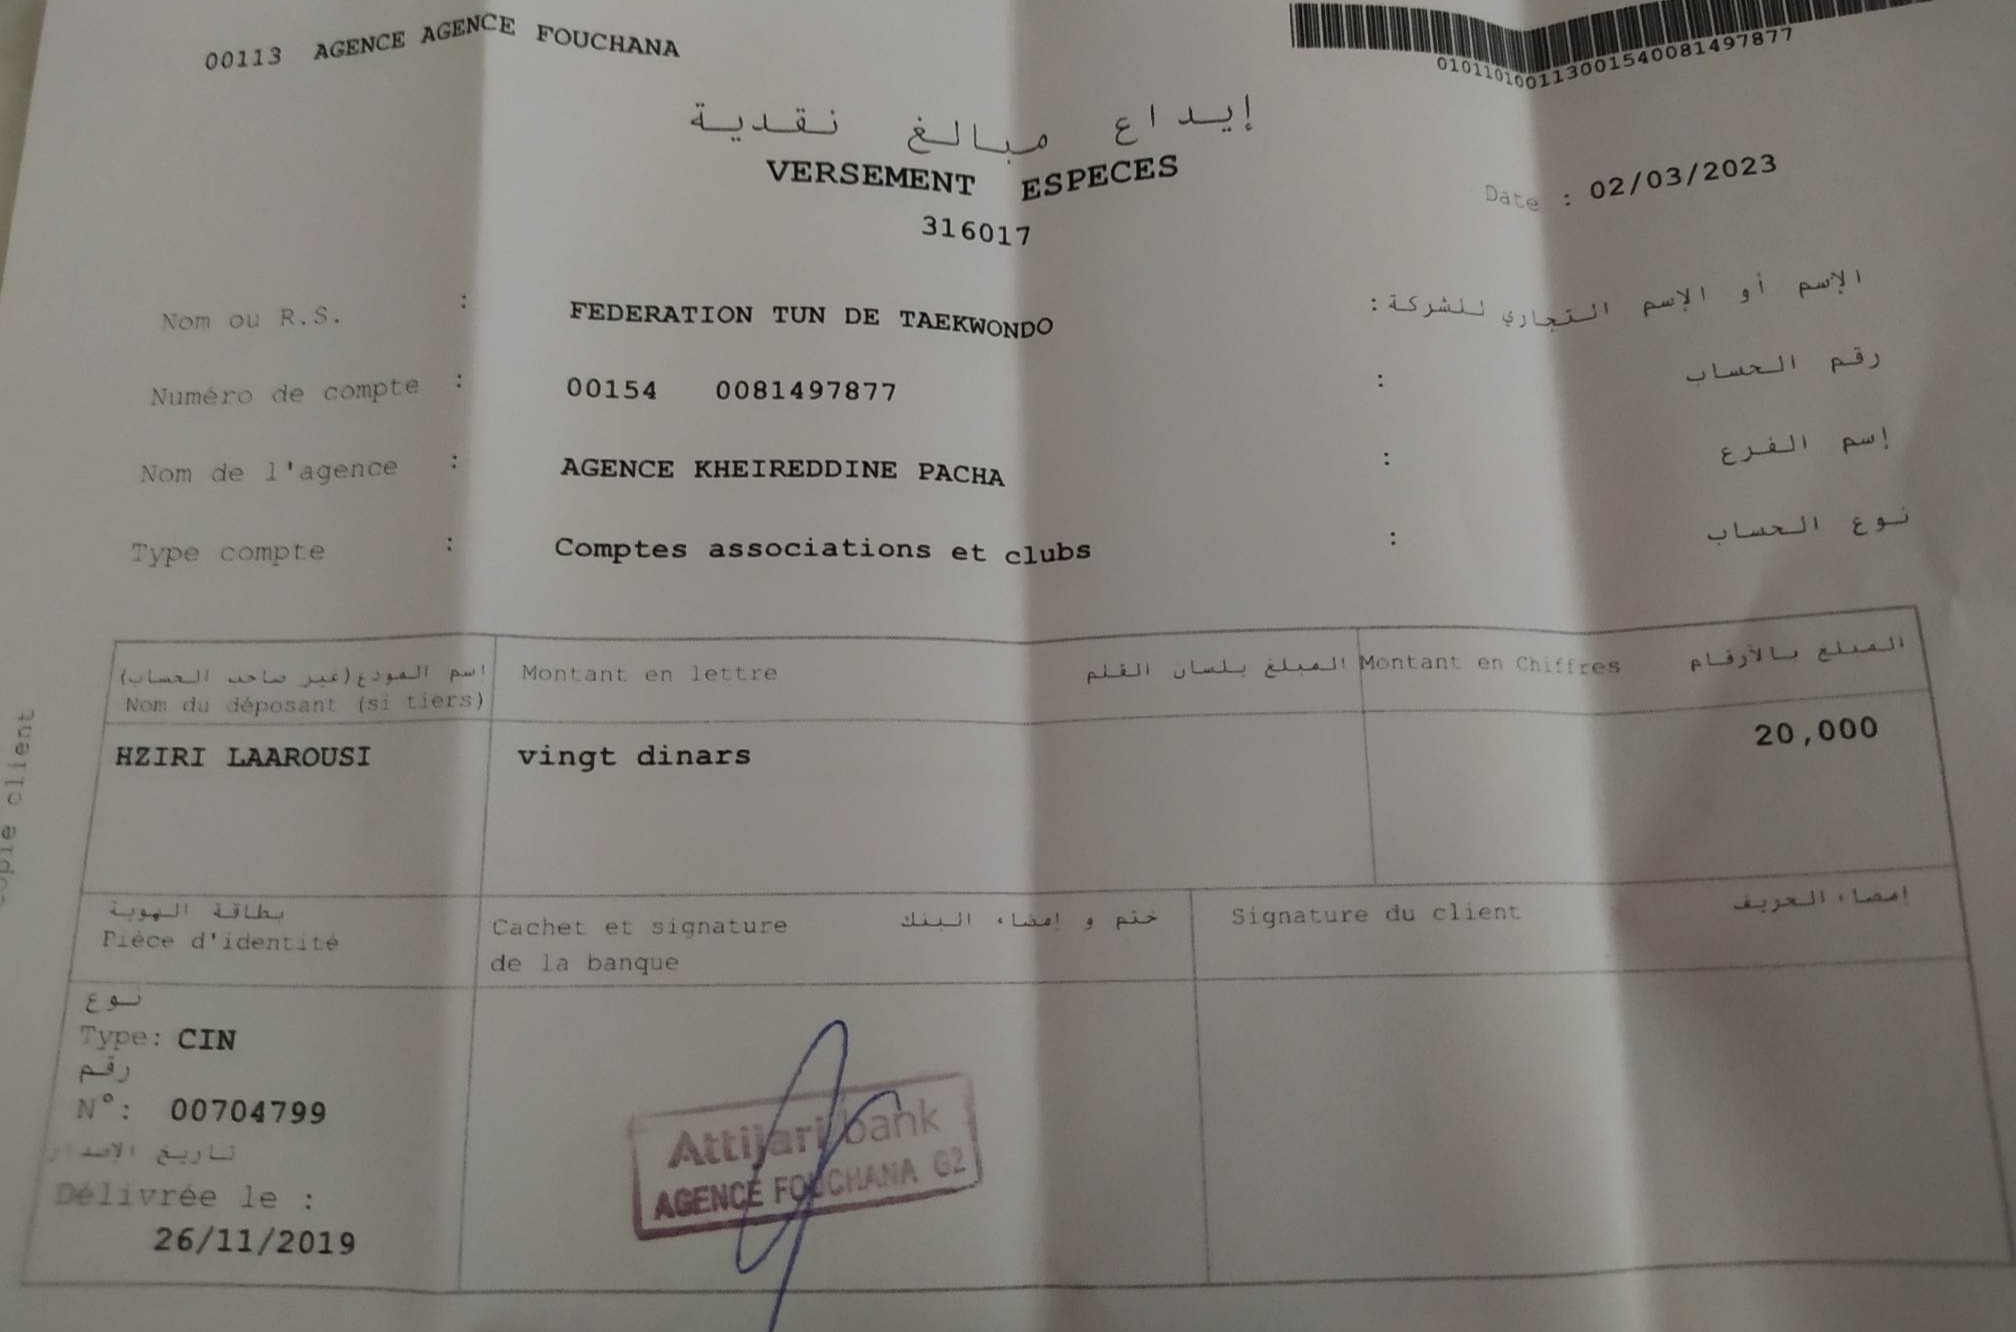 00113 AGENCE AGENCE FOUCHANA
010110100113001540081497877
إيداع مبالغ نقدية
VERSEMENT ESPECES
316017
Date : 02/03/2023
Nom ou R.S. : FEDERATION TUN DE TAEKWONDO الإسم أو الإسم التجاري للشركة :
Numéro de compte : 00154 0081497877 : رقم الحساب
Nom de l'agence : AGENCE KHEIREDDINE PACHA : إسم الفرع
Type compte : Comptes associations et clubs : نوع الحساب
اسم المودع (غير صاحب الحساب)
Nom du déposant (si tiers)
Montant en lettre المبلغ بلسان القلم
Montant en Chiffres المبلغ بالأرقام
HZIRI LAAROUSI
vingt dinars
20,000
بطاقة الهوية
Pièce d'identité
Cachet et signature ختم و إمضاء البنك
de la banque
Signature du client إمضاء الحريف
نوع
Type: CIN
رقم
N°: 00704799
تاريخ الإصدار
Délivrée le :
26/11/2019
Attijari bank
AGENCE FOUCHANA G2
client